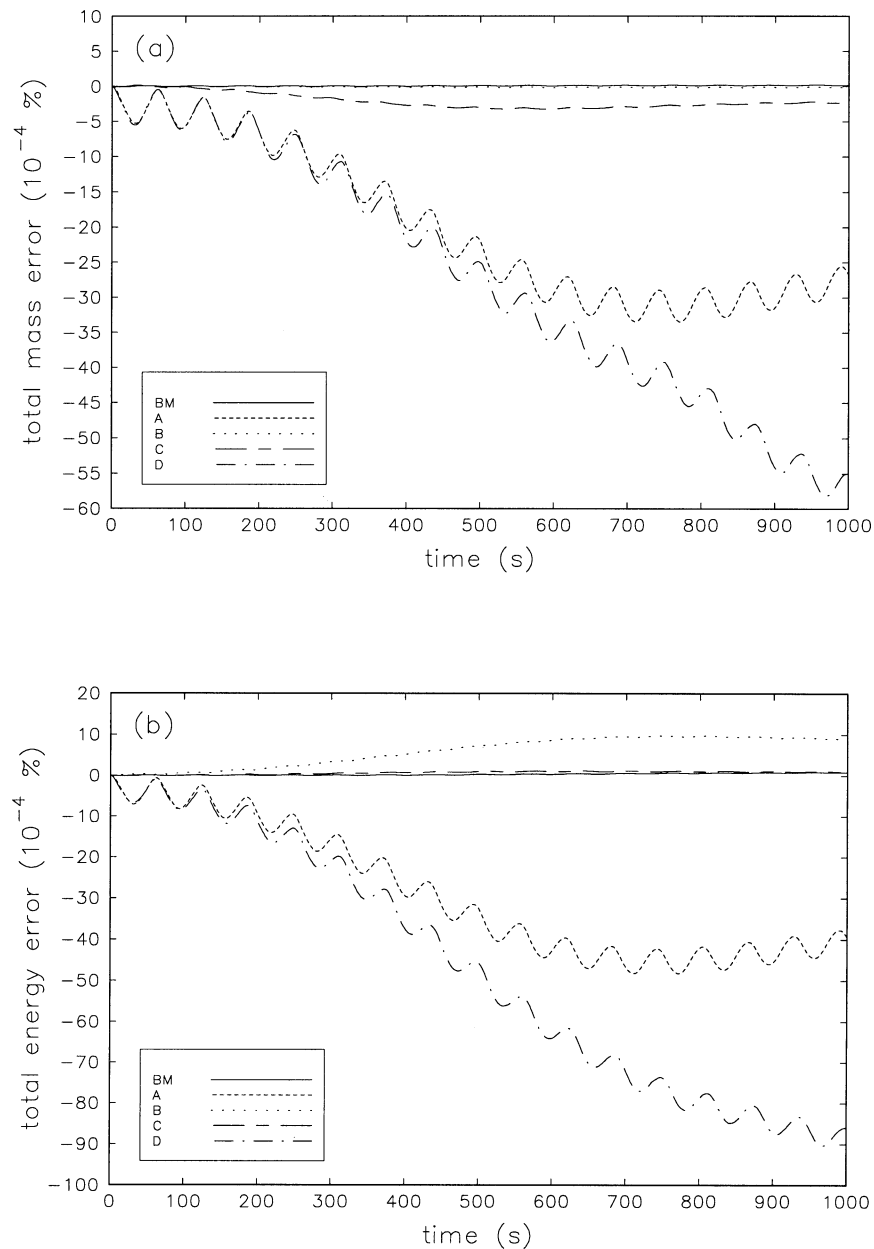 (a)
total mass error (10⁻⁴ %)
10
5
0
−5
−10
−15
−20
−25
−30
−35
−40
−45
−50
−55
−60
BM
A
B
C
D
0 100 200 300 400 500 600 700 800 900 1000
time (s)
(b)
total energy error (10⁻⁴ %)
20
10
0
−10
−20
−30
−40
−50
−60
−70
−80
−90
−100
BM
A
B
C
D
0 100 200 300 400 500 600 700 800 900 1000
time (s)